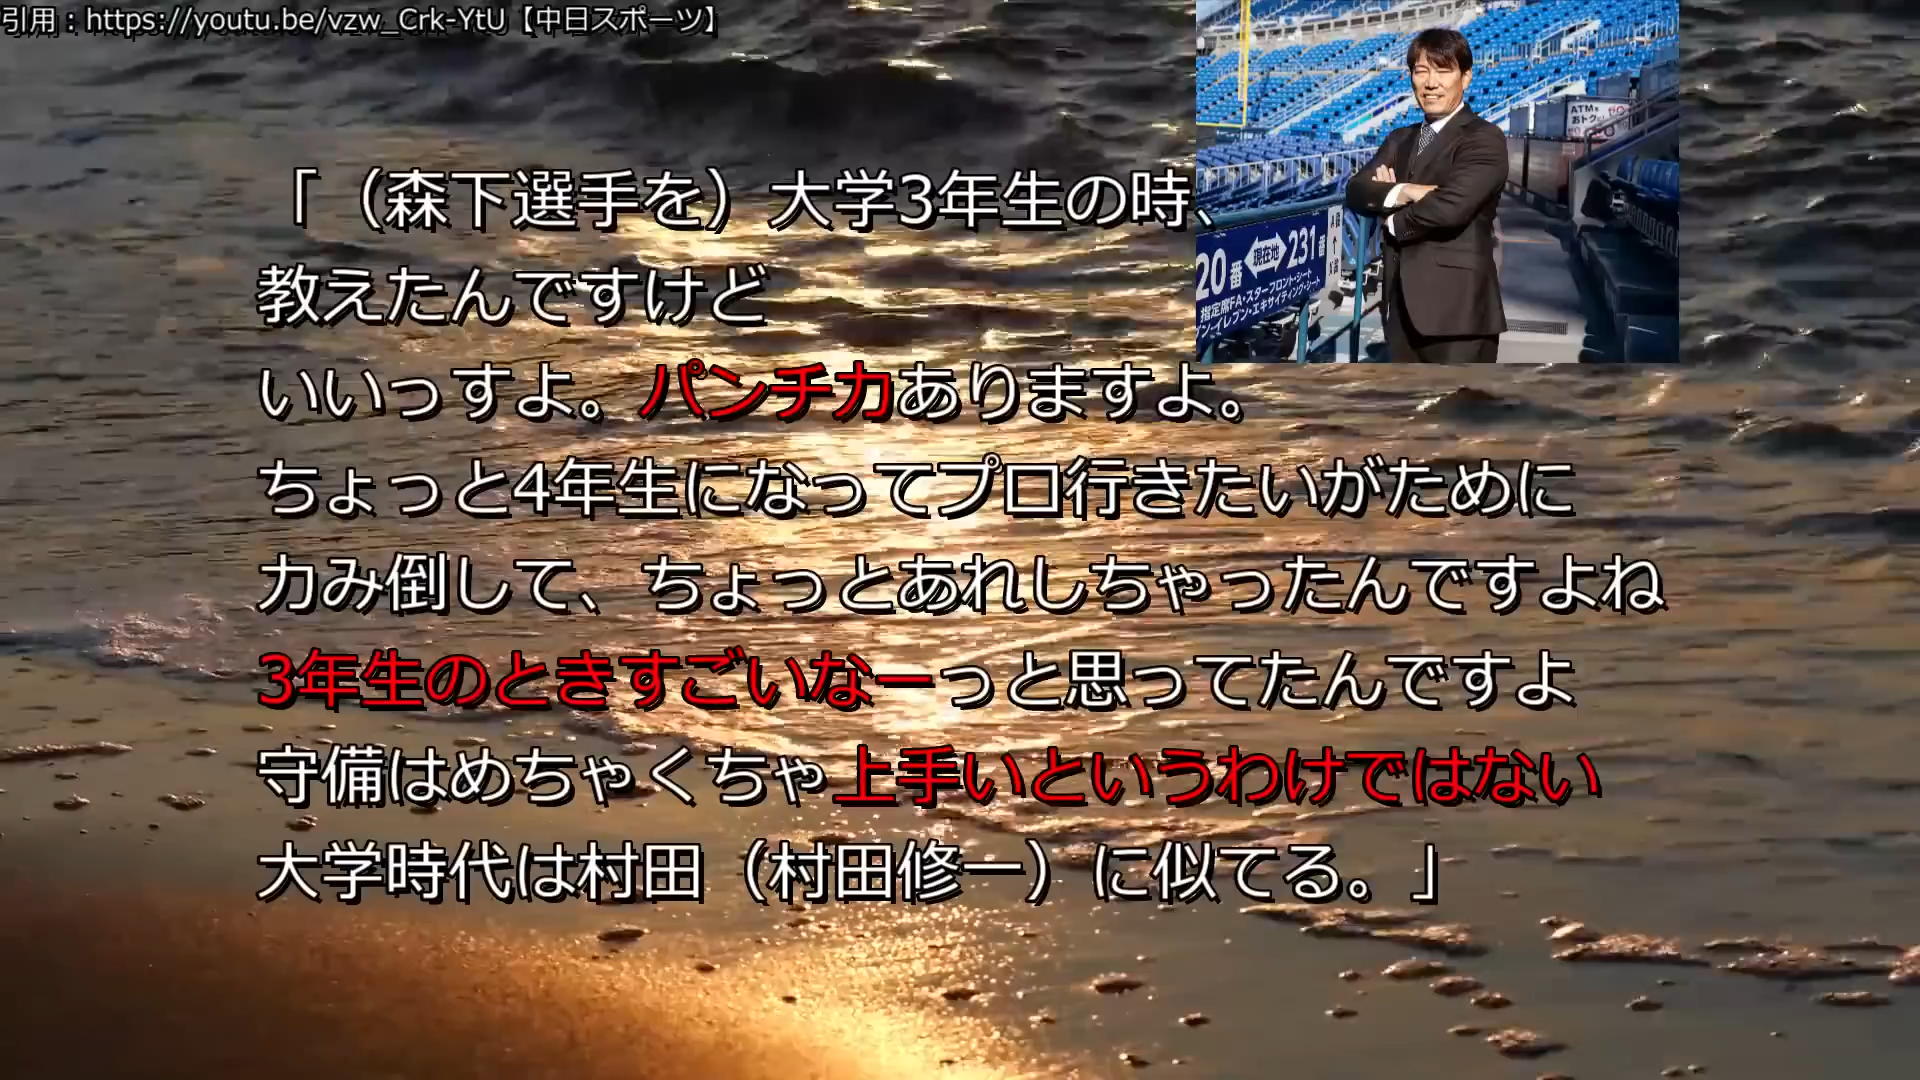 引用：https://youtu.be/vzw_Crk-YtU【中日スポーツ】
「（森下選手を）大学3年生の時、
教えたんですけど
いいっすよ。パンチ力ありますよ。
ちょっと4年生になってプロ行きたいがために
力み倒して、ちょっとあれしちゃったんですよね
3年生のときすごいなーっと思ってたんですよ
守備はめちゃくちゃ上手いというわけではない
大学時代は村田（村田修一）に似てる。」
ATMを
おトクに
20番 現在地 231番
指定席FA・スターフロント・シート
ブン-イレブン・エキサイティング・シート